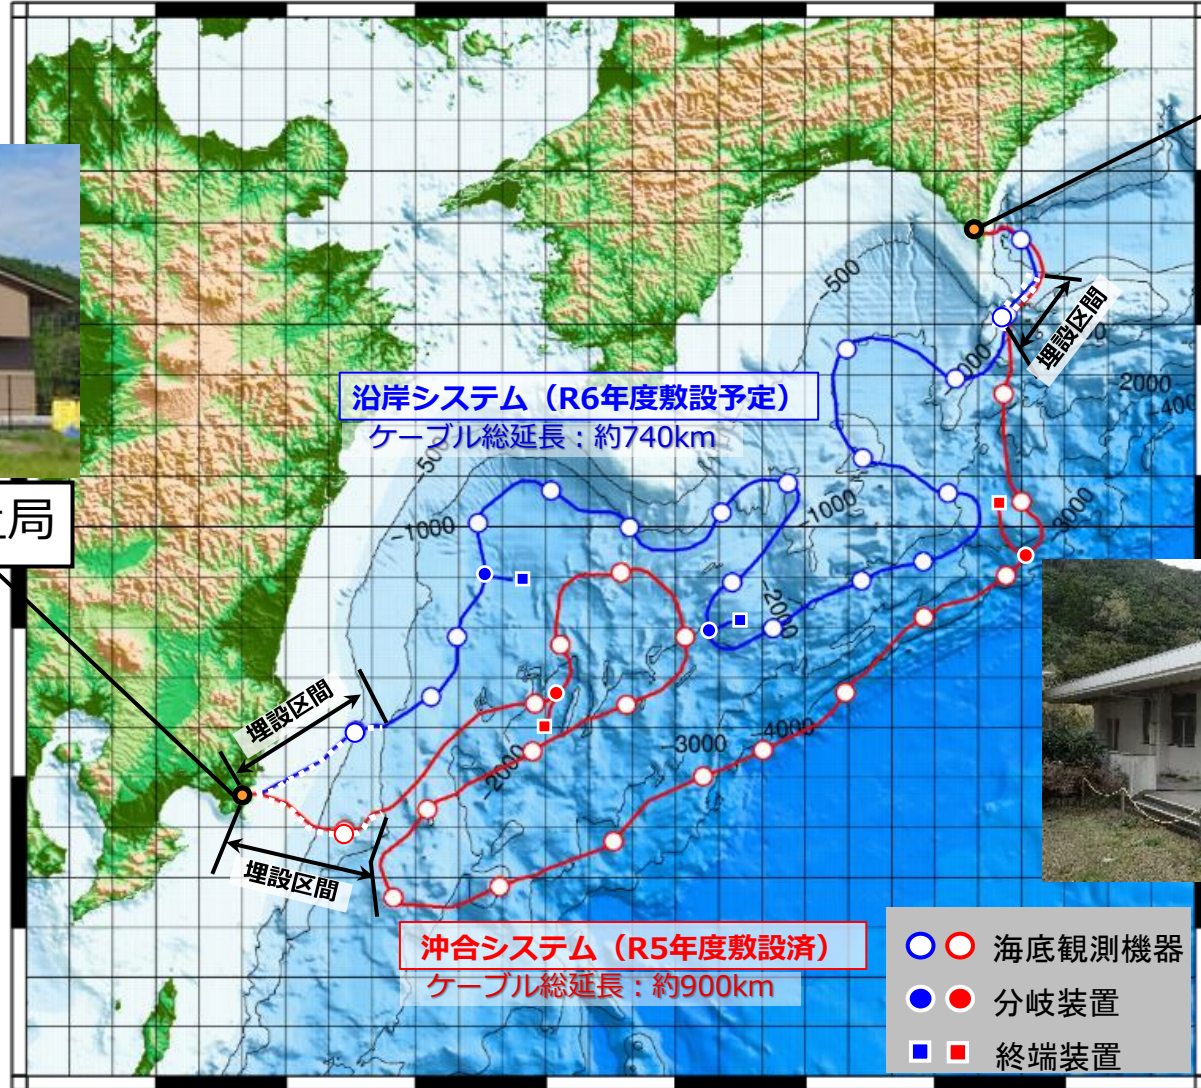 -500
埋設区間
000
0
2000
-400
沿岸システム（R6年度敷設予定）
ケーブル総延長：約740km
-50
-1000
-1000
-3000
局
-2000
埋設区間
-2000
-3000
-4000
埋設区間
沖合システム（R5年度敷設済）
ケーブル総延長：約900km
海底観測機器
分岐装置
終端装置